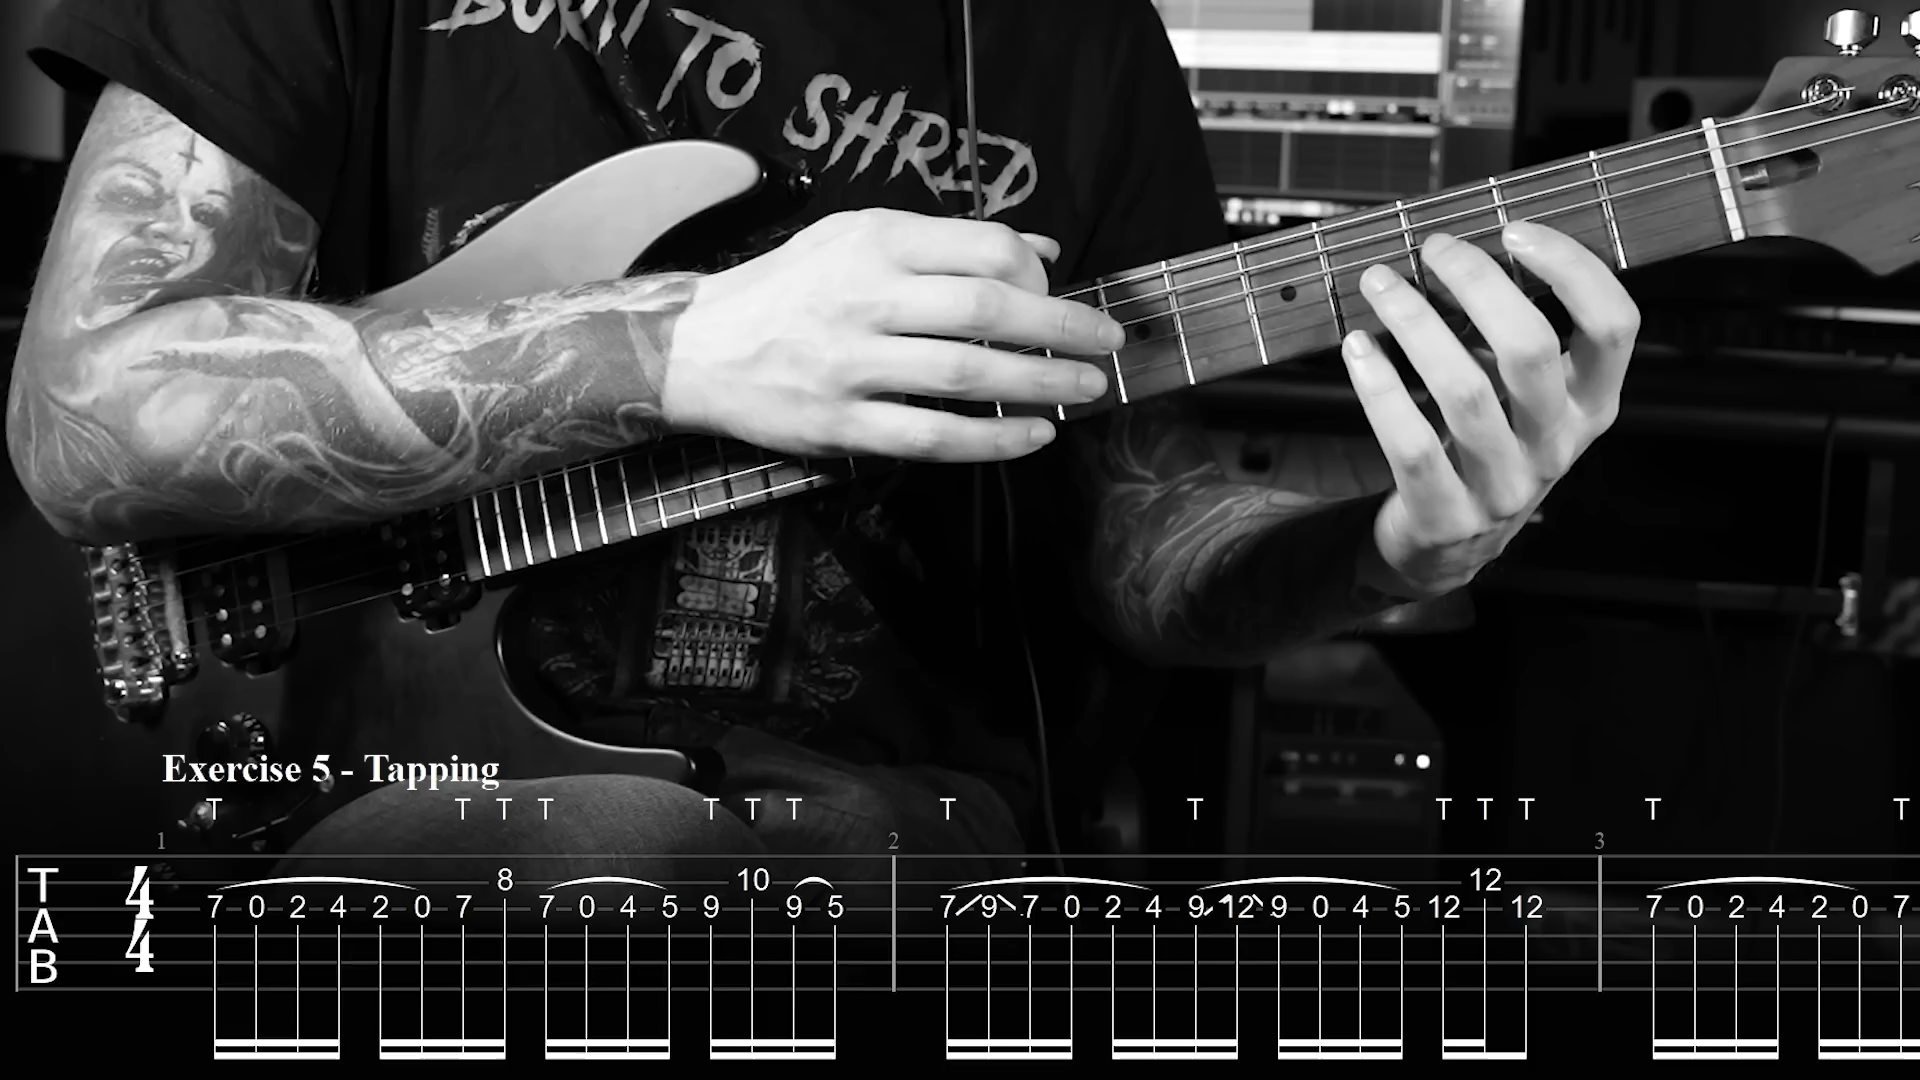 BORN TO SHRED
Exercise 5 - Tapping
T T T T T T T T T T T T T T
1 2 3
8 10 12
T A B 4 4 7 0 2 4 2 0 7 7 0 4 5 9 9 5 7 9 7 0 2 4 9 12 9 0 4 5 12 12 7 0 2 4 2 0 7